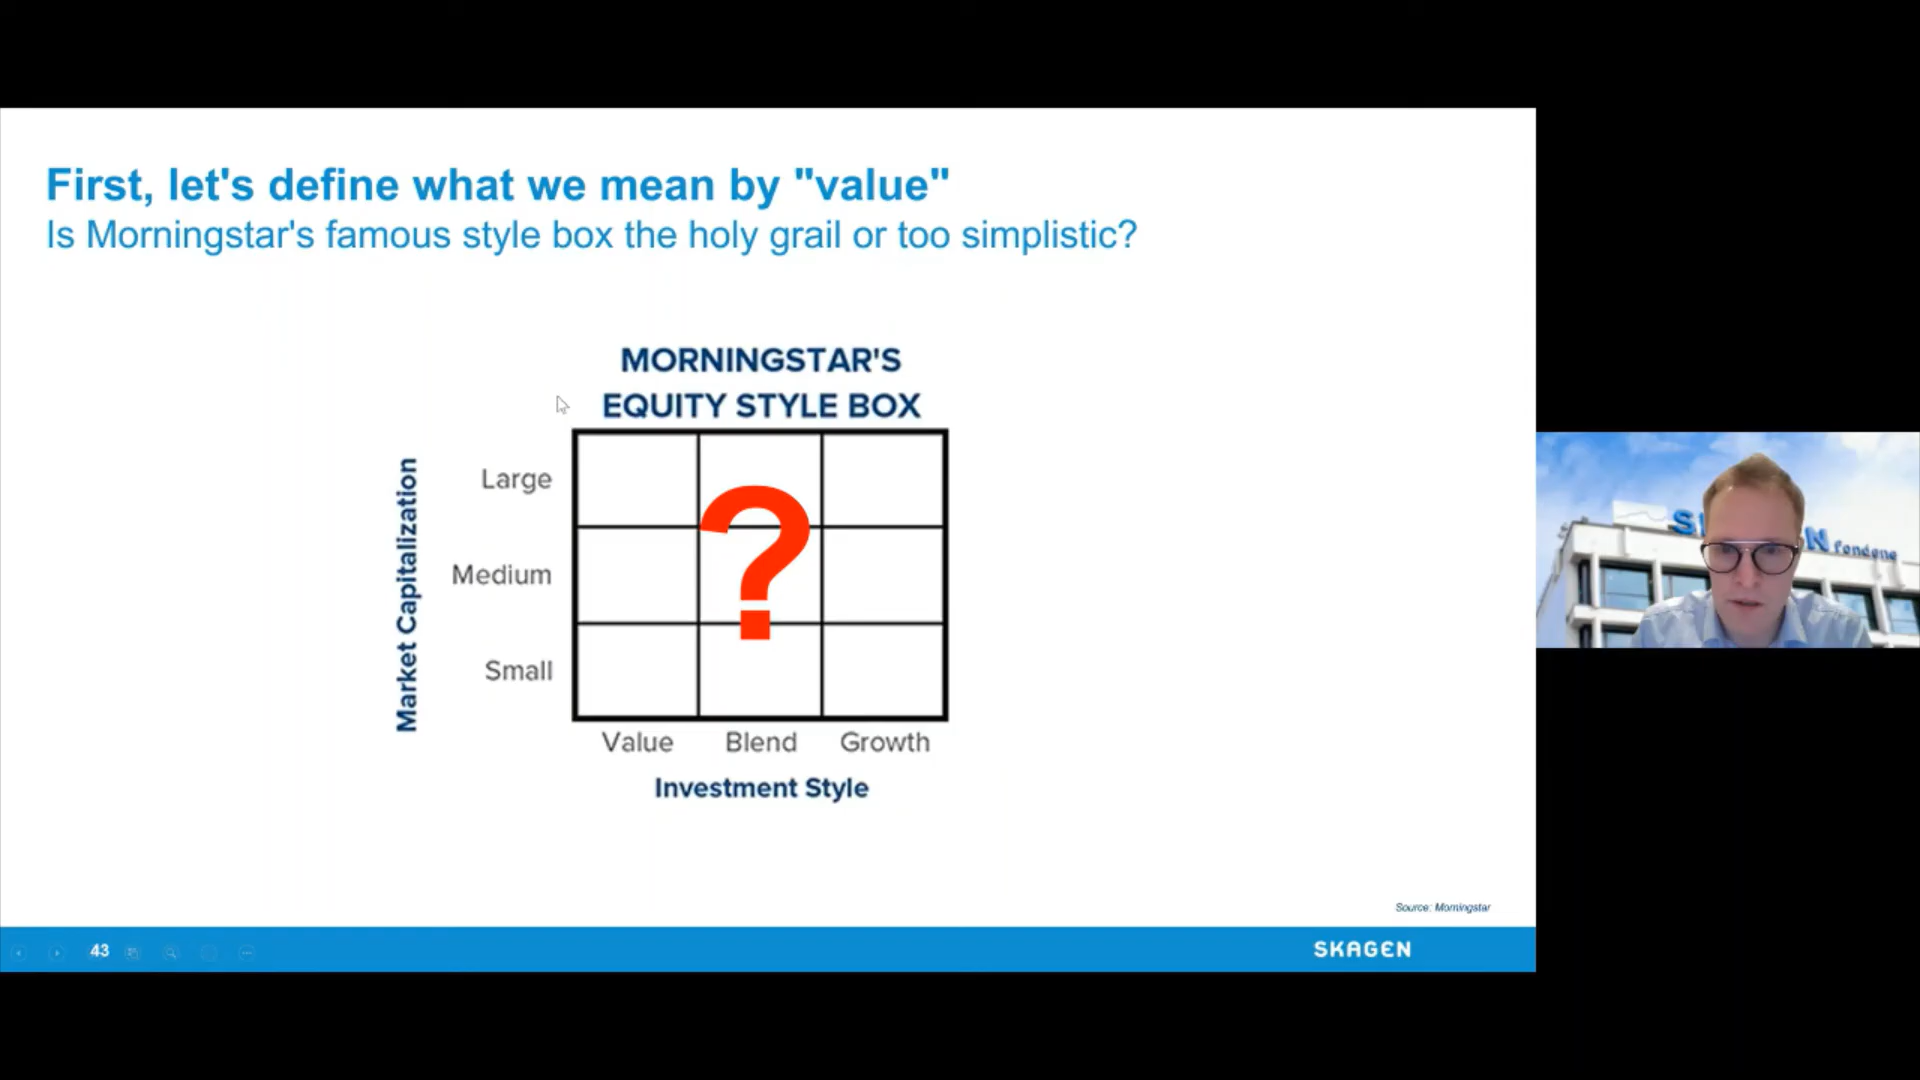 First, let's define what we mean by "value"
Is Morningstar's famous style box the holy grail or too simplistic?
MORNINGSTAR'S
EQUITY STYLE BOX
Market Capitalization
Large
Medium
Small
?
Value Blend Growth
Investment Style
Source: Morningstar
43
SKAGEN
fondene